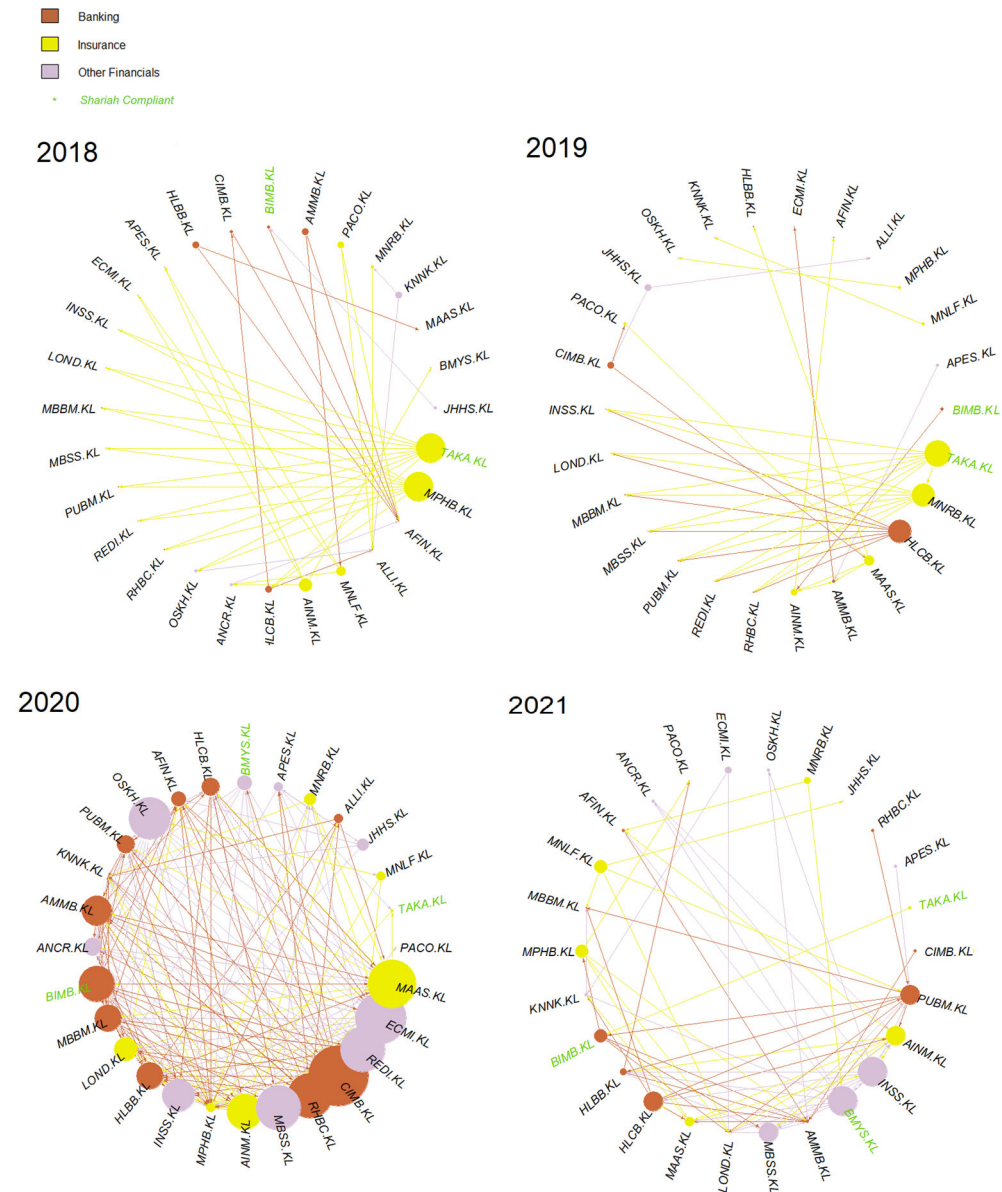 Banking
Insurance
Other Financials
Shariah Compliant
2018
HLBB.KL
CIMB.KL
BIMB.KL
AMMB.KL
PACO.KL
MNRB.KL
KNNK.KL
MAAS.KL
BMYS.KL
JHHS.KL
TAKA.KL
MPHB.KL
AFIN.KL
ALLI.KL
MNLF.KL
AINM.KL
HLCB.KL
ANCR.KL
OSKH.KL
RHBC.KL
REDI.KL
PUBM.KL
MBSS.KL
MBBM.KL
LOND.KL
INSS.KL
ECMI.KL
APES.KL
2019
OSKH.KL
KNNK.KL
HLBB.KL
ECMI.KL
AFIN.KL
ALLI.KL
MPHB.KL
MNLF.KL
APES.KL
BIMB.KL
TAKA.KL
MNRB.KL
HLCB.KL
MAAS.KL
AMMB.KL
AINM.KL
RHBC.KL
REDI.KL
PUBM.KL
MBSS.KL
MBBM.KL
LOND.KL
INSS.KL
CIMB.KL
PACO.KL
JHHS.KL
2020
OSKH.KL
AFIN.KL
HLCB.KL
BMYS.KL
APES.KL
MNRB.KL
ALLI.KL
JHHS.KL
MNLF.KL
TAKA.KL
PACO.KL
MAAS.KL
ECMI.KL
REDI.KL
CIMB.KL
RHBC.KL
MBSS.KL
AINM.KL
MPHB.KL
INSS.KL
HLBB.KL
LOND.KL
MBBM.KL
BIMB.KL
ANCR.KL
AMMB.KL
KNNK.KL
PUBM.KL
2021
ANCR.KL
PACO.KL
ECMI.KL
OSKH.KL
MNRB.KL
JHHS.KL
RHBC.KL
APES.KL
TAKA.KL
CIMB.KL
PUBM.KL
AINM.KL
INSS.KL
BMYS.KL
AMMB.KL
MBSS.KL
LOND.KL
MAAS.KL
HLCB.KL
HLBB.KL
BIMB.KL
KNNK.KL
MPHB.KL
MBBM.KL
MNLF.KL
AFIN.KL